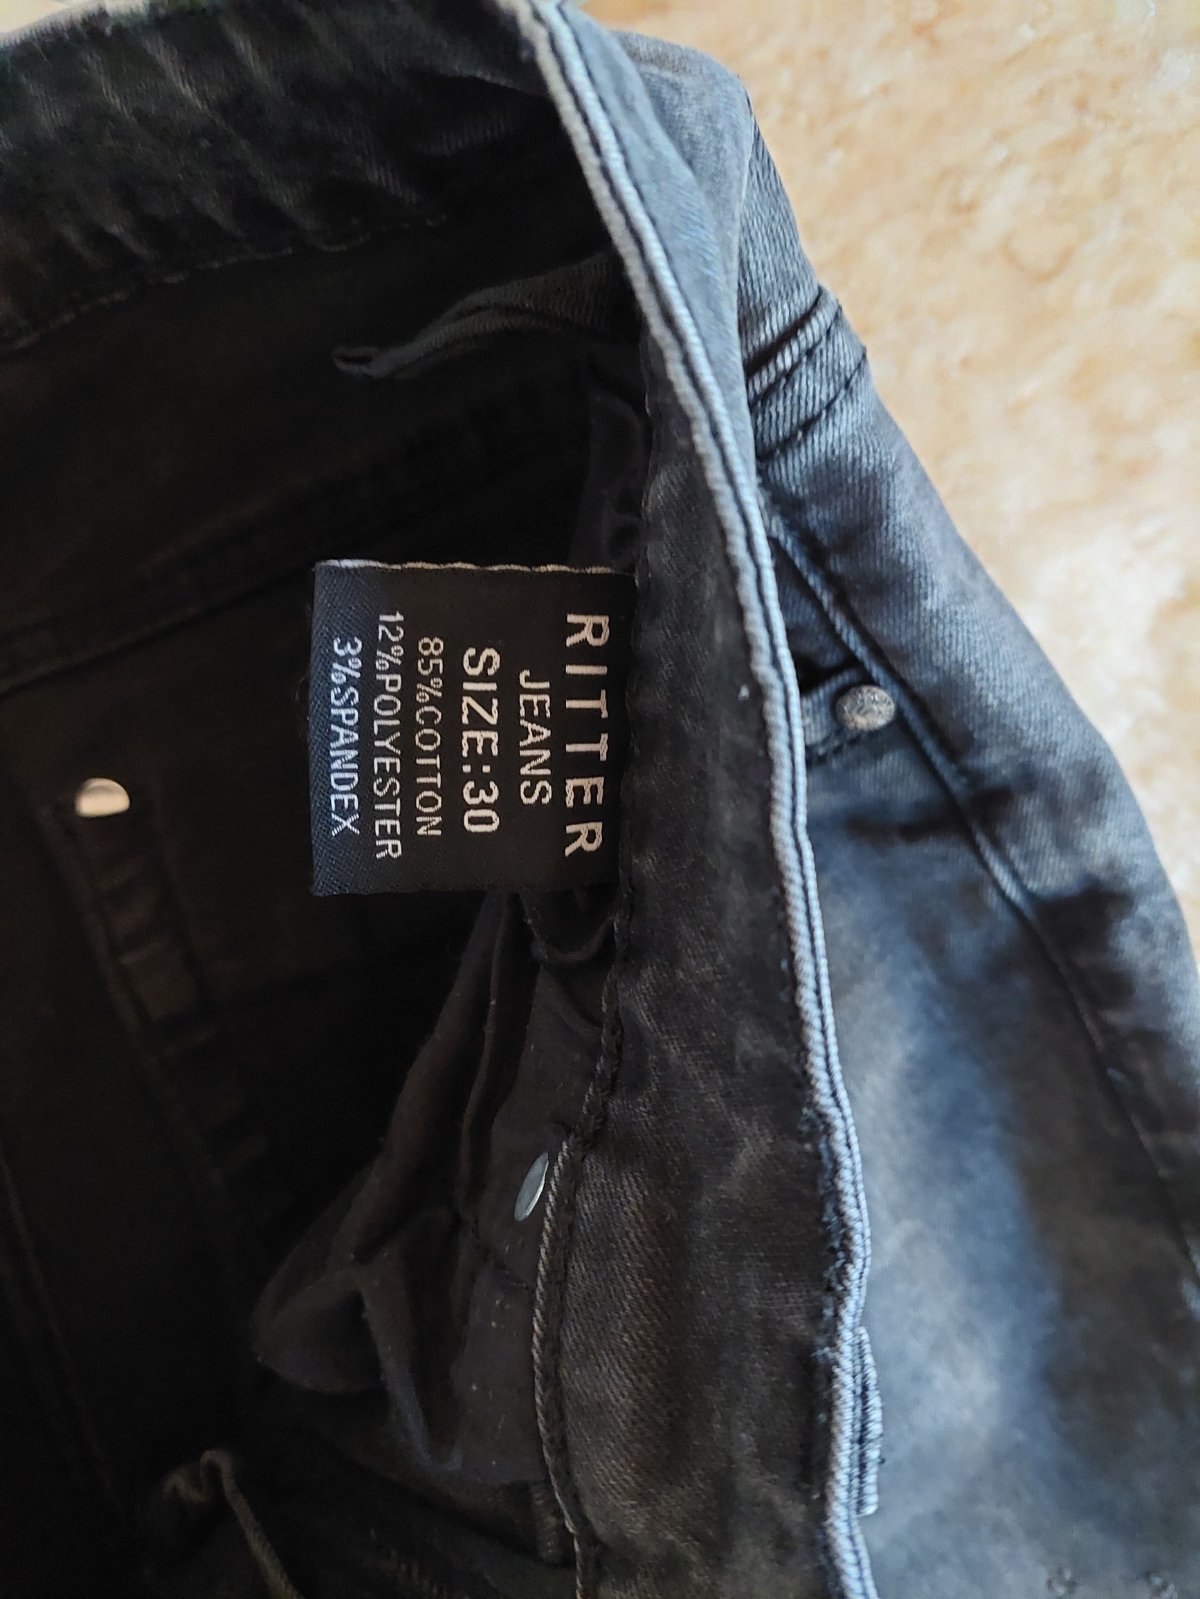 RITTER
JEANS
SIZE:30
85%COTTON
12%POLYESTER
3%SPANDEX